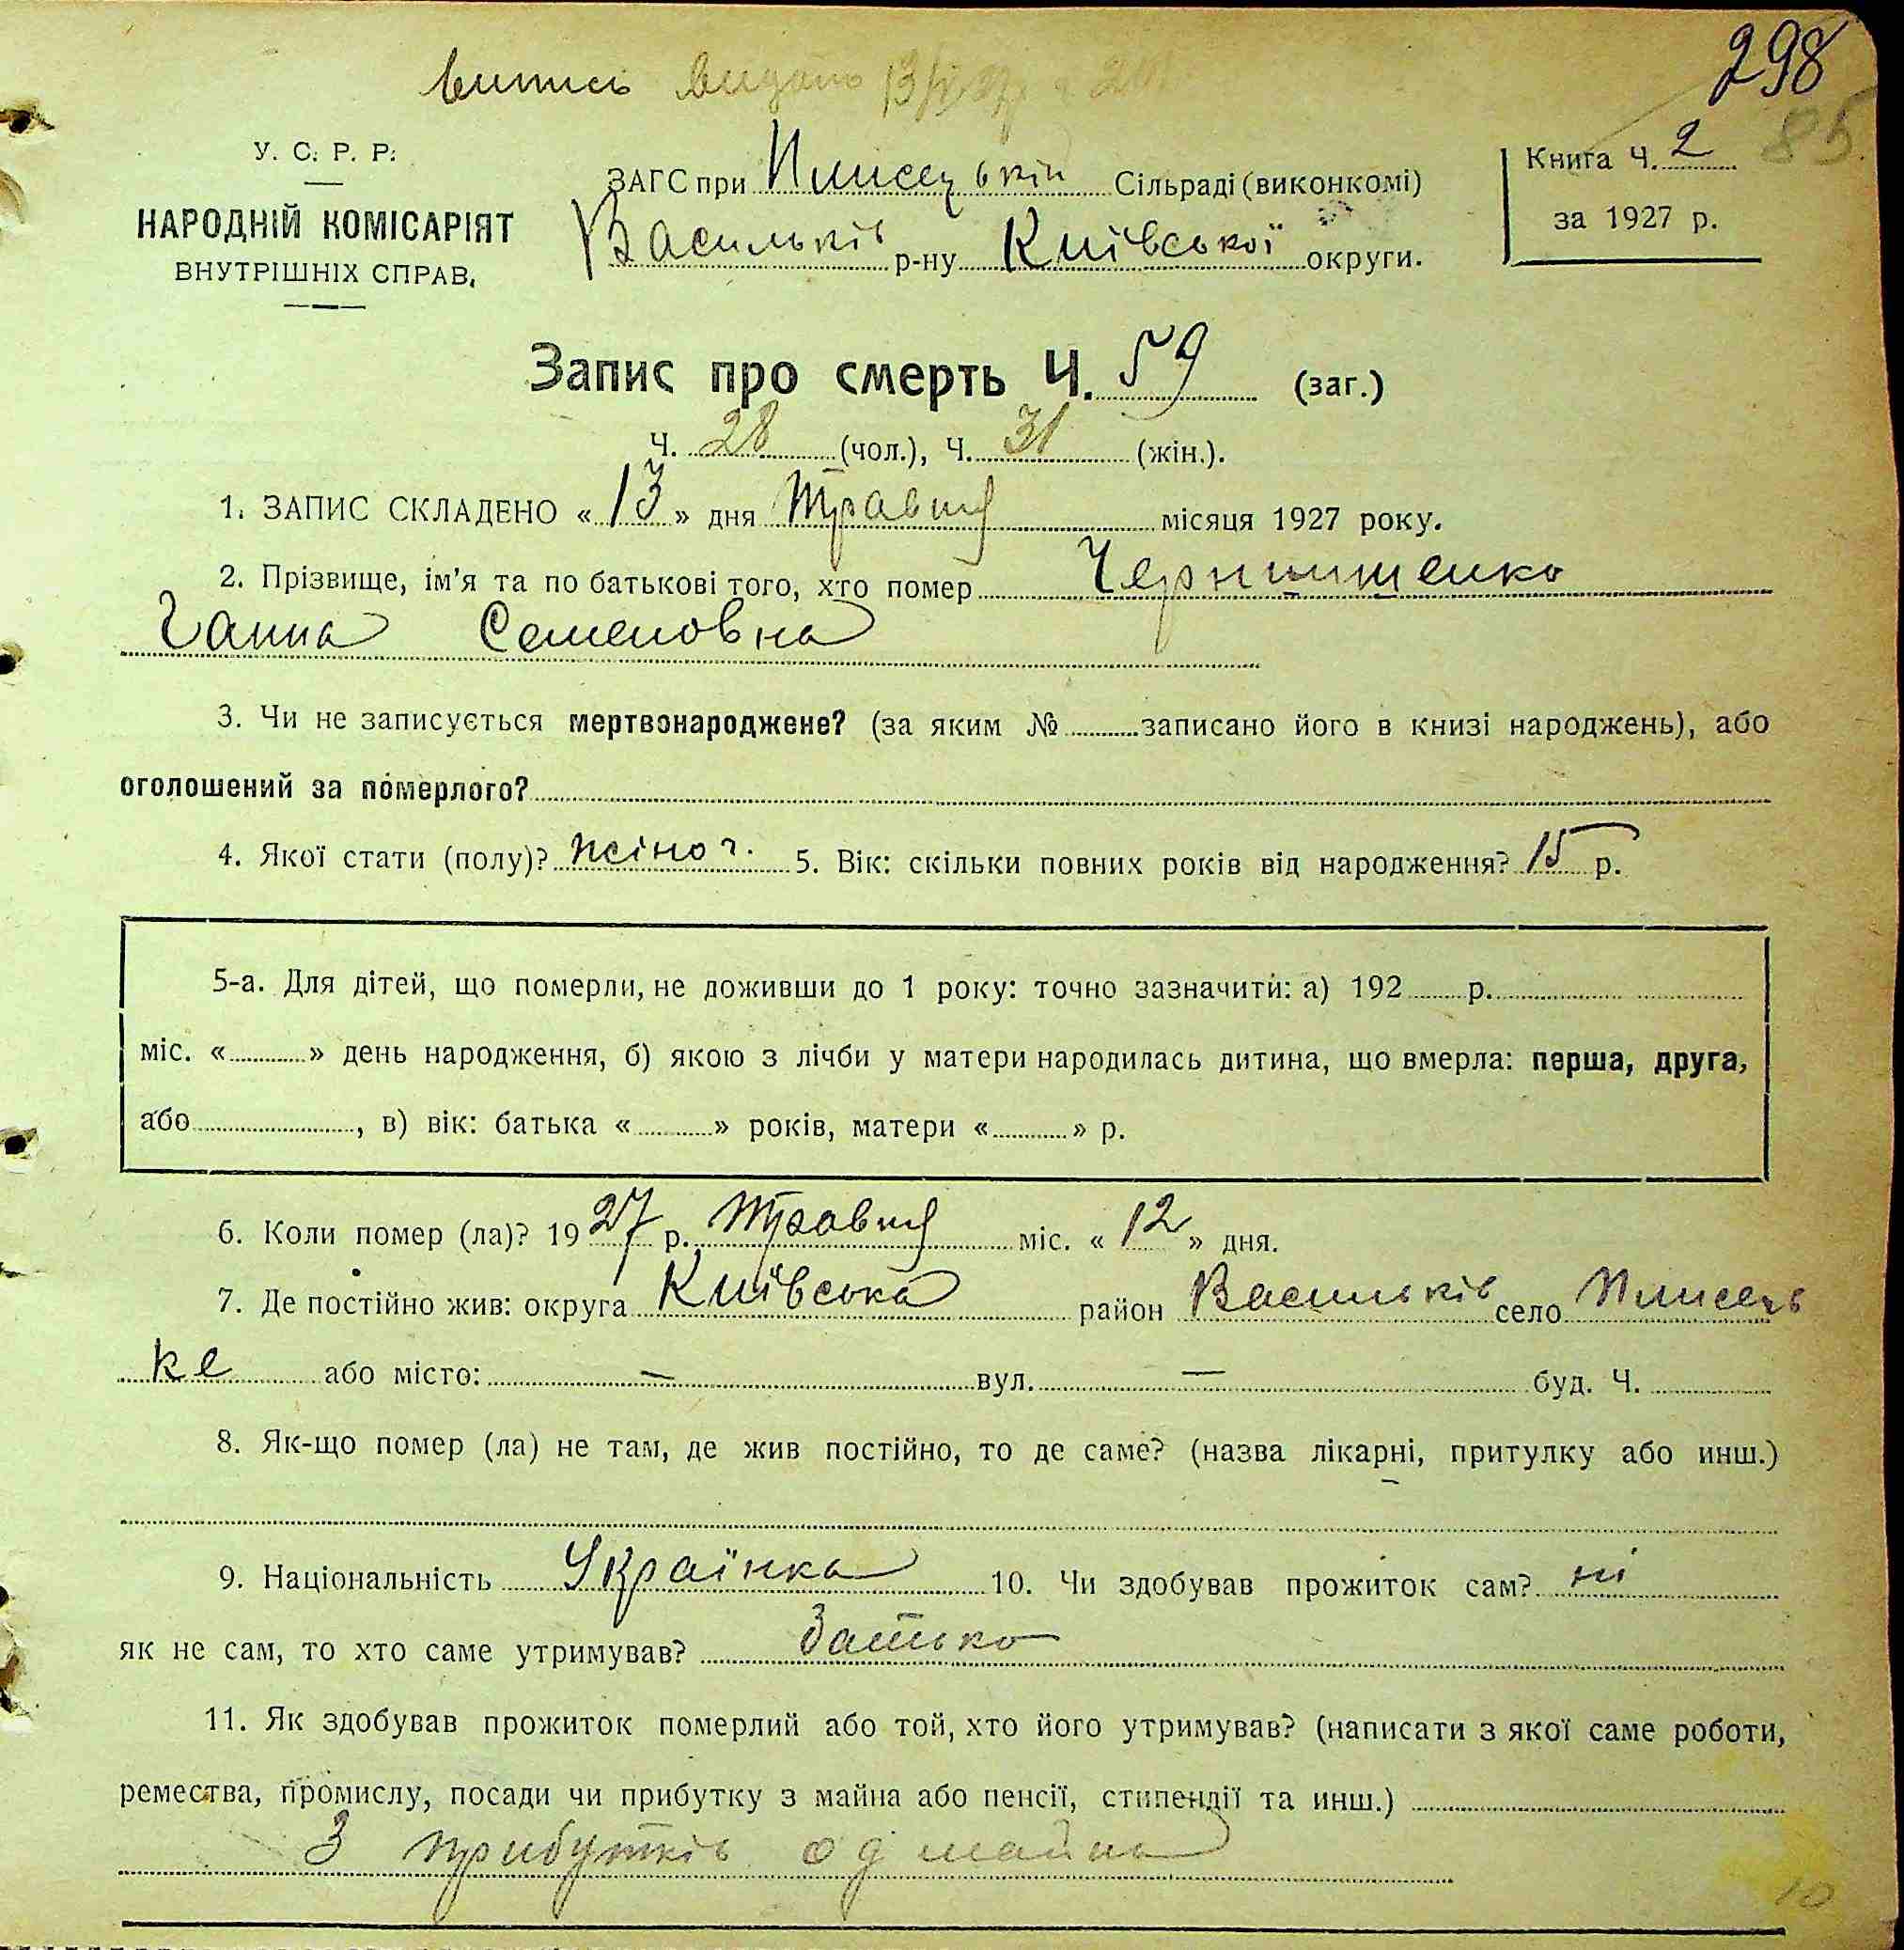 298
Випись видано
85
У. С. Р. Р.
НАРОДНІЙ КОМІСАРІЯТ
ВНУТРІШНІХ СПРАВ.
ЗАГС при Плисецькій Сільраді (виконкомі)
Васильків р-ну Київської округи.
Книга Ч. 2
за 1927 р.
Запис про смерть Ч. 59 (заг.)
Ч. 28 (чол.), Ч. 31 (жін.).
1. ЗАПИС СКЛАДЕНО « 13 » дня Травня місяця 1927 року.
2. Прізвище, ім'я та по батькові того, хто помер Чернишенко
Ганна Семеновна
3. Чи не записується мертвонароджене? (за яким № записано його в книзі народжень), або
оголошений за померлого?
4. Якої стати (полу)? жіноч. 5. Вік: скільки повних років від народження? 15 р.
5-а. Для дітей, що померли, не доживши до 1 року: точно зазначити: а) 192 р.
міс. « » день народження, б) якою з лічби у матери народилась дитина, що вмерла: перша, друга,
або , в) вік: батька « » років, матери « » р.
6. Коли помер (ла)? 1927 р. Травня міс. « 12 » дня.
7. Де постійно жив: округа Київська район Васильків село Плисець
ке або місто: — вул. — буд. Ч.
8. Як-що помер (ла) не там, де жив постійно, то де саме? (назва лікарні, притулку або инш.)
9. Національність Українка 10. Чи здобував прожиток сам? ні
як не сам, то хто саме утримував? батько
11. Як здобував прожиток померлий або той, хто його утримував? (написати з якої саме роботи,
ремества, промислу, посади чи прибутку з майна або пенсії, стипендії та инш.)
З прибутків од майна
10